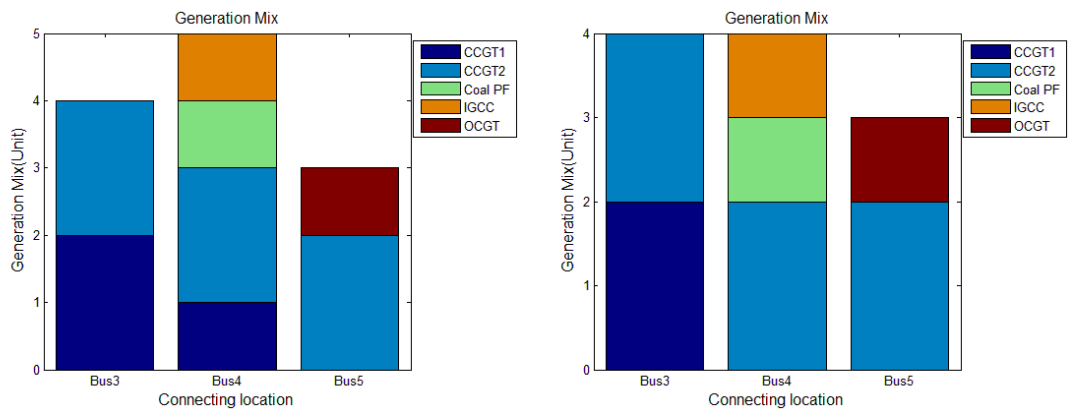 Generation Mix
5
4
3
2
1
0
Generation Mix(Unit)
Bus3 Bus4 Bus5
Connecting location
CCGT1
CCGT2
Coal PF
IGCC
OCGT
Generation Mix
4
3
2
1
0
Generation Mix(Unit)
Bus3 Bus4 Bus5
Connecting location
CCGT1
CCGT2
Coal PF
IGCC
OCGT